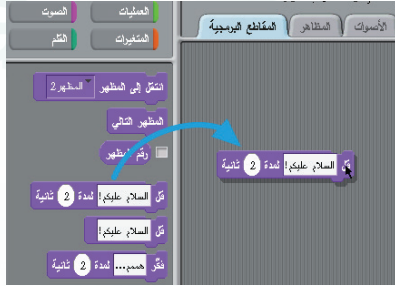 العمليات
الصوت
المتغيرات
القلم
الأصوات المظاهر المقاطع البرمجية
انتقل إلى المظهر المظهر2
المظهر التالي
رقم المظهر
قل السلام عليكم! لمدة 2 ثانية
قل السلام عليكم!
فكّر هممم... لمدة 2 ثانية
قل السلام عليكم! لمدة 2 ثانية